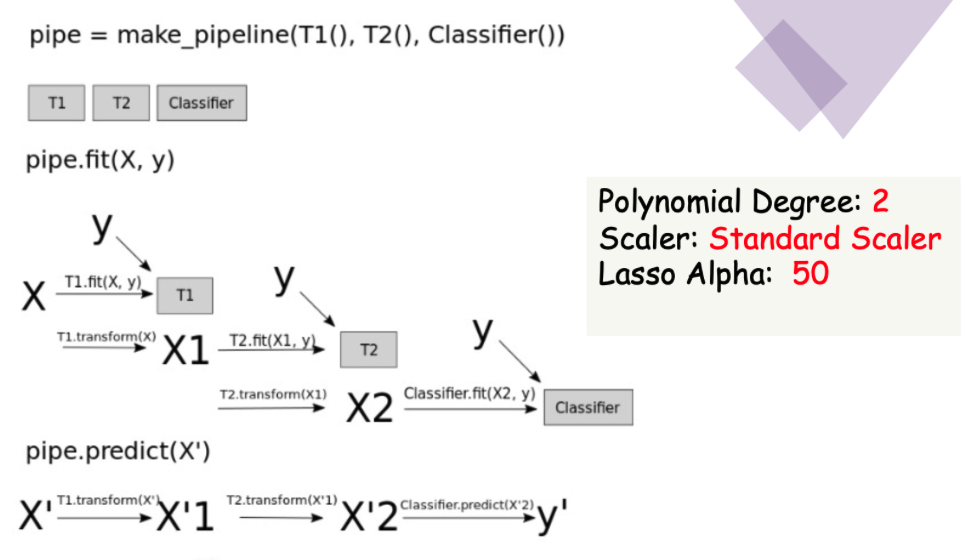 pipe = make_pipeline(T1(), T2(), Classifier())
T1 T2 Classifier
pipe.fit(X, y)
y
X T1.fit(X, y) T1
y
T1.transform(X) X1 T2.fit(X1, y) T2
y
T2.transform(X1) X2 Classifier.fit(X2, y) Classifier
pipe.predict(X')
X' T1.transform(X') X'1 T2.transform(X'1) X'2 Classifier.predict(X'2) y'
Polynomial Degree: 2
Scaler: Standard Scaler
Lasso Alpha: 50